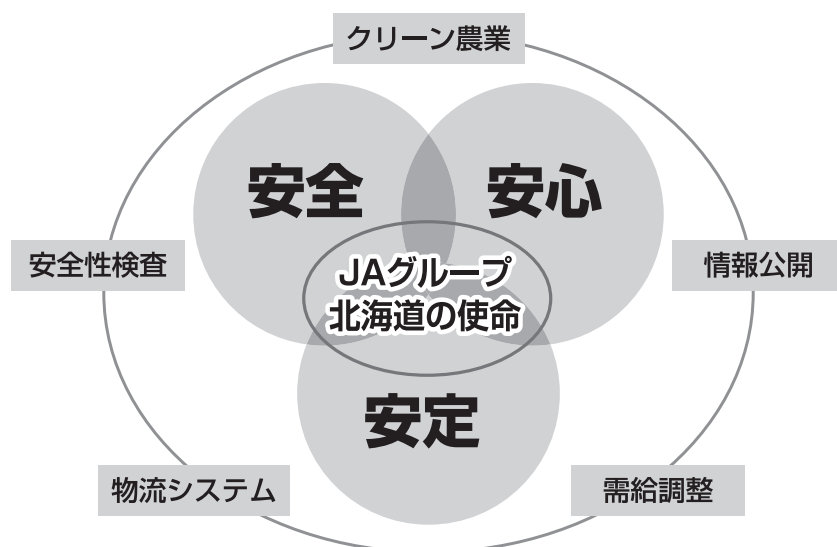 クリーン農業
安全
安心
安全性検査
JAグループ
北海道の使命
情報公開
安定
物流システム
需給調整